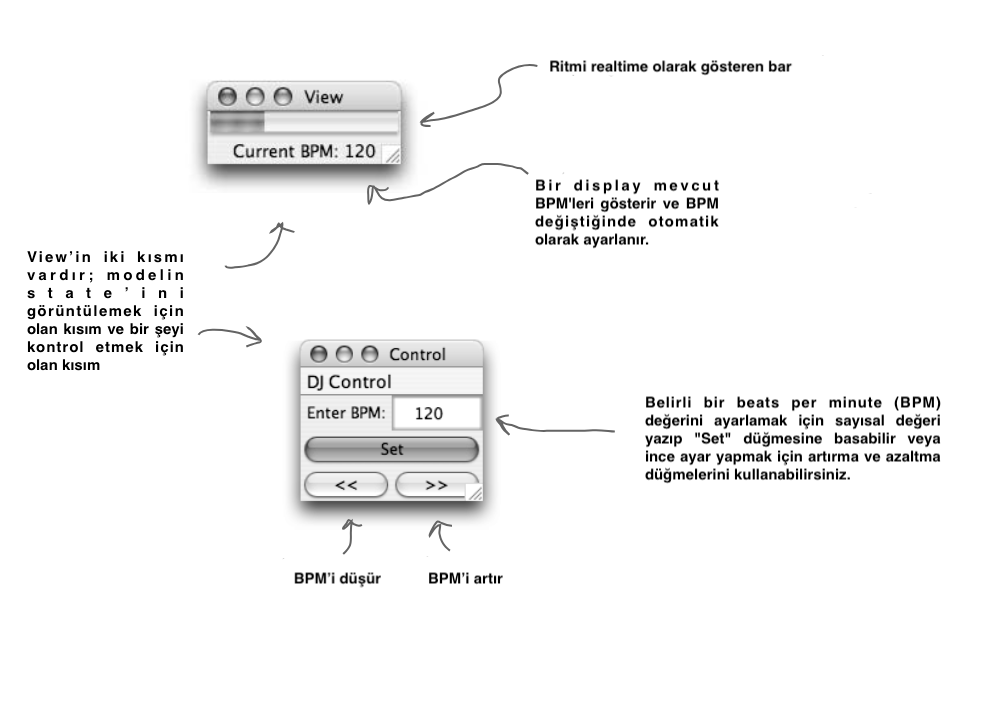 Ritmi realtime olarak gösteren bar
View
Current BPM: 120
Bir display mevcut
BPM'leri gösterir ve BPM
değiştiğinde otomatik
olarak ayarlanır.
View'in iki kısmı
vardır; modelin
state'ini
görüntülemek için
olan kısım ve bir şeyi
kontrol etmek için
olan kısım
Control
DJ Control
Enter BPM: 120
Set
<< >>
Belirli bir beats per minute (BPM)
değerini ayarlamak için sayısal değeri
yazıp "Set" düğmesine basabilir veya
ince ayar yapmak için artırma ve azaltma
düğmelerini kullanabilirsiniz.
BPM'i düşür
BPM'i artır